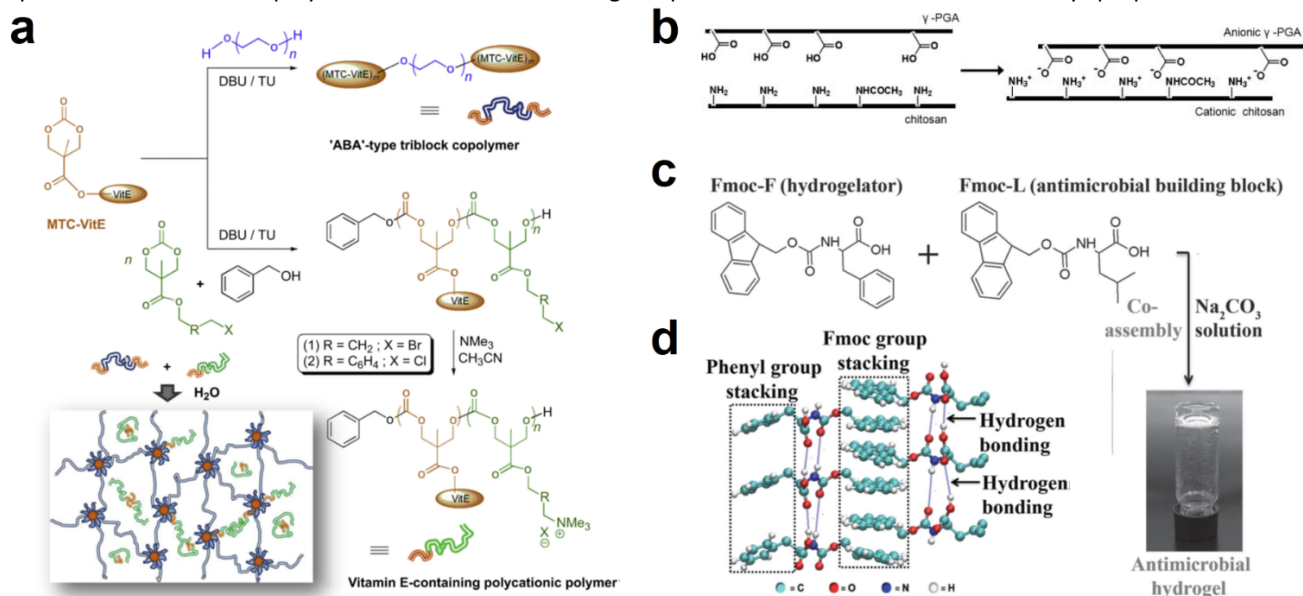 a
H O ( O ) n H
DBU / TU
(MTC-VitE)m O ( O ) n (MTC-VitE)m
≡
'ABA'-type triblock copolymer
O
O O
O
O
VitE
MTC-VitE
DBU / TU
n
O
O O
O
O
R
X
+
OH
O O O O O O H
n
O O O O
VitE
R
X
(1) R = CH2 ; X = Br
(2) R = C6H4 ; X = Cl
NMe3
CH3CN
+
H2O
O O O O O O H
n
O O O O
VitE
R
NMe3
X
⊖ ⊕
≡
Vitamin E-containing polycationic polymer
b
γ -PGA
HO O HO O HO O HO O
NH2 NH2 NH2 NHCOCH3 NH2
chitosan
Anionic γ -PGA
-O O -O O -O O -O O
NH3+ NH3+ NH3+ NHCOCH3 NH3+
Cationic chitosan
c
Fmoc-F (hydrogelator)
Fmoc-L (antimicrobial building block)
O H N O OH O
+
O H N O OH O
Co-
assembly
Na2CO3
solution
Antimicrobial
hydrogel
d
Phenyl group
stacking
Fmoc group
stacking
Hydrogen
bonding
Hydrogen
bonding
= C = O = N = H